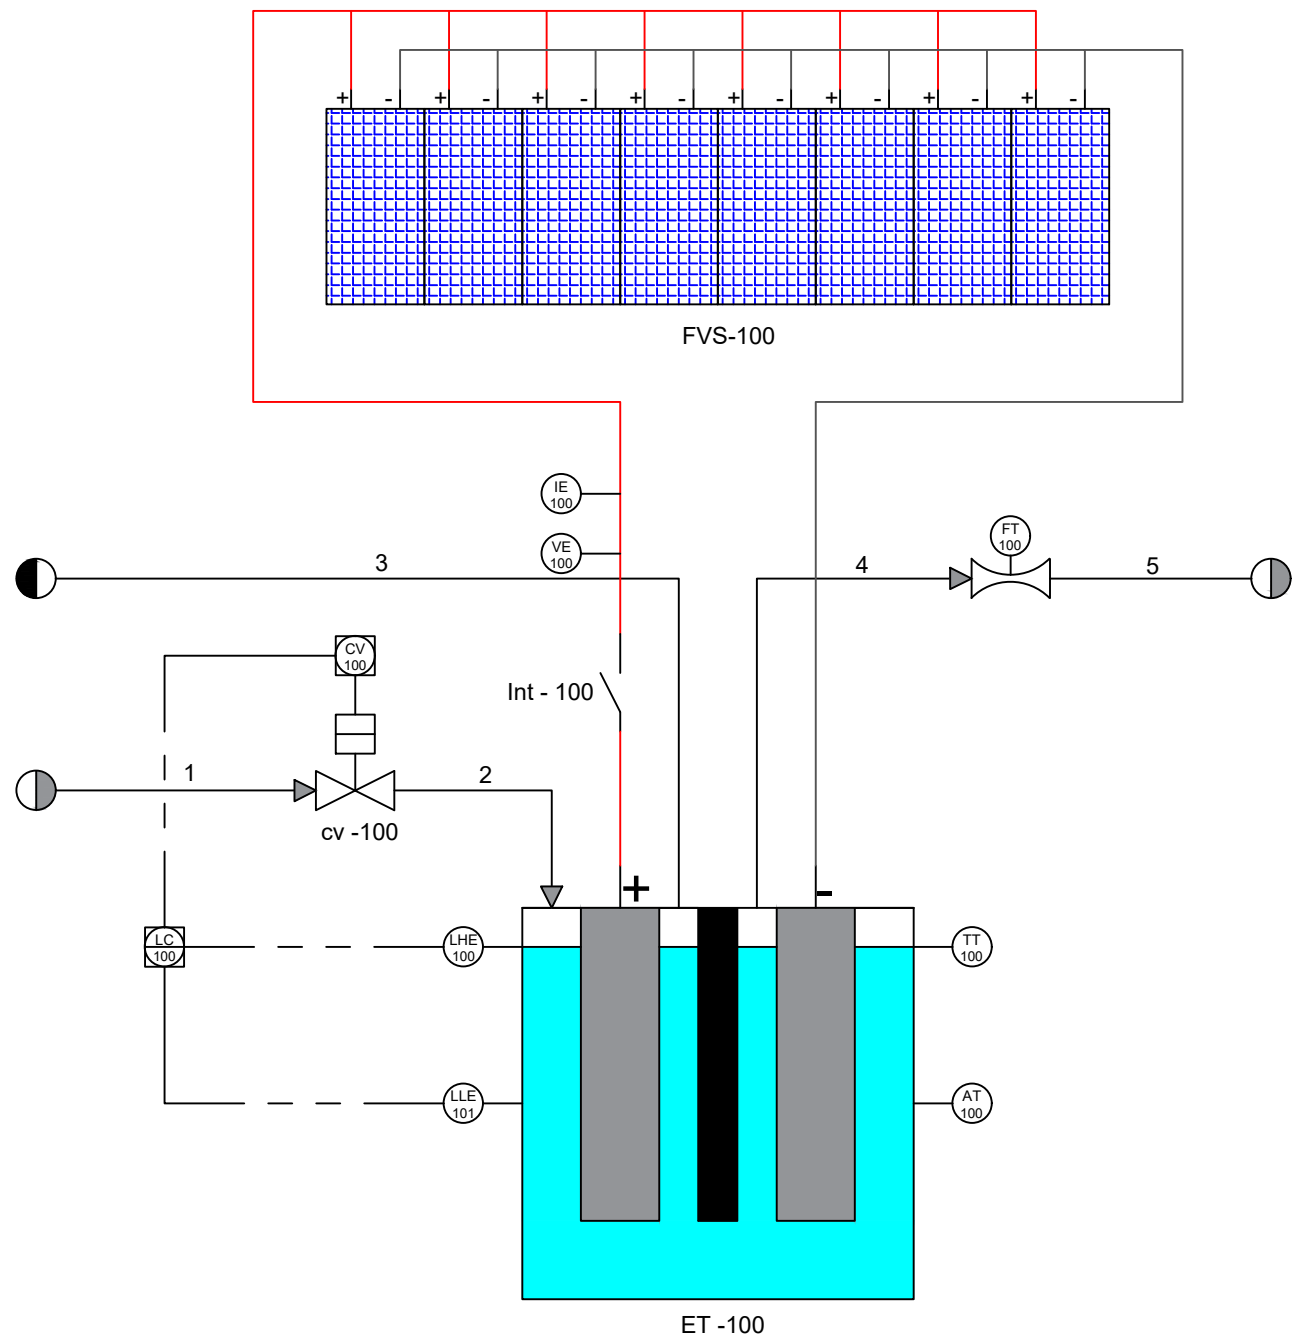 + - + - + - + - + - + - + - + -
FVS-100
IE
100
VE
100
FT
100
3
4
5
CV
100
Int - 100
1
2
cv -100
+
-
LC
100
LHE
100
TT
100
LLE
101
AT
100
ET -100